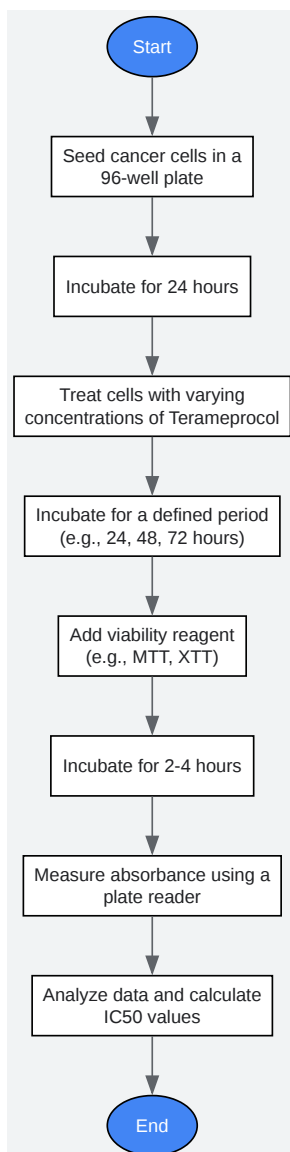 Start
Seed cancer cells in a
96-well plate
Incubate for 24 hours
Treat cells with varying
concentrations of Terameprocol
Incubate for a defined period
(e.g., 24, 48, 72 hours)
Add viability reagent
(e.g., MTT, XTT)
Incubate for 2-4 hours
Measure absorbance using a
plate reader
Analyze data and calculate
IC50 values
End